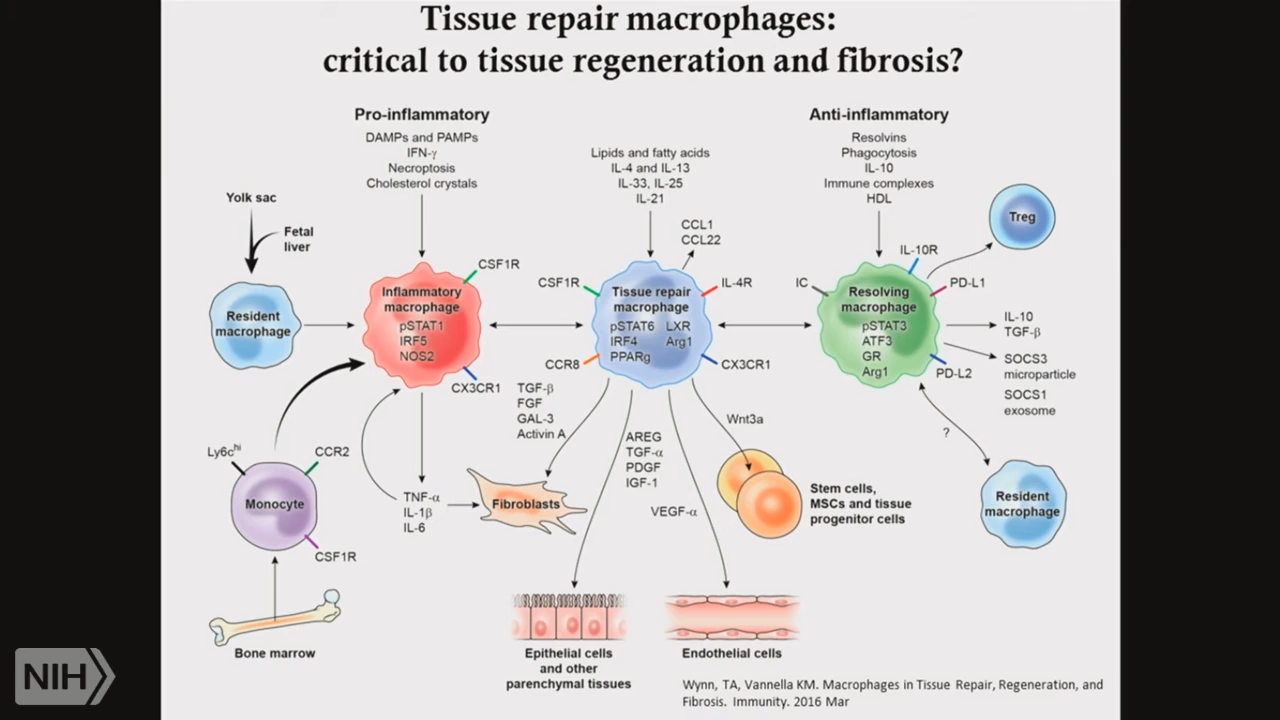 Tissue repair macrophages:
critical to tissue regeneration and fibrosis?
Pro-inflammatory
DAMPs and PAMPs
IFN-γ
Necroptosis
Cholesterol crystals
Lipids and fatty acids
IL-4 and IL-13
IL-33, IL-25
IL-21
Anti-inflammatory
Resolvins
Phagocytosis
IL-10
Immune complexes
HDL
Yolk sac
Fetal
liver
Resident
macrophage
CSF1R
Inflammatory
macrophage
pSTAT1
IRF5
NOS2
CX3CR1
CCL1
CCL22
CSF1R
IL-4R
Tissue repair
macrophage
pSTAT6 LXR
IRF4 Arg1
PPARg
CCR8
CX3CR1
IL-10R
Treg
IC
PD-L1
Resolving
macrophage
pSTAT3
ATF3
GR
Arg1
PD-L2
IL-10
TGF-β
SOCS3
microparticle
SOCS1
exosome
?
Resident
macrophage
Ly6chi
CCR2
Monocyte
CSF1R
Bone marrow
TNF-α
IL-1β
IL-6
TGF-β
FGF
GAL-3
Activin A
Fibroblasts
AREG
TGF-α
PDGF
IGF-1
VEGF-α
Wnt3a
Stem cells,
MSCs and tissue
progenitor cells
Epithelial cells
and other
parenchymal tissues
Endothelial cells
Wynn, TA, Vannella KM. Macrophages in Tissue Repair, Regeneration, and
Fibrosis. Immunity. 2016 Mar
NIH